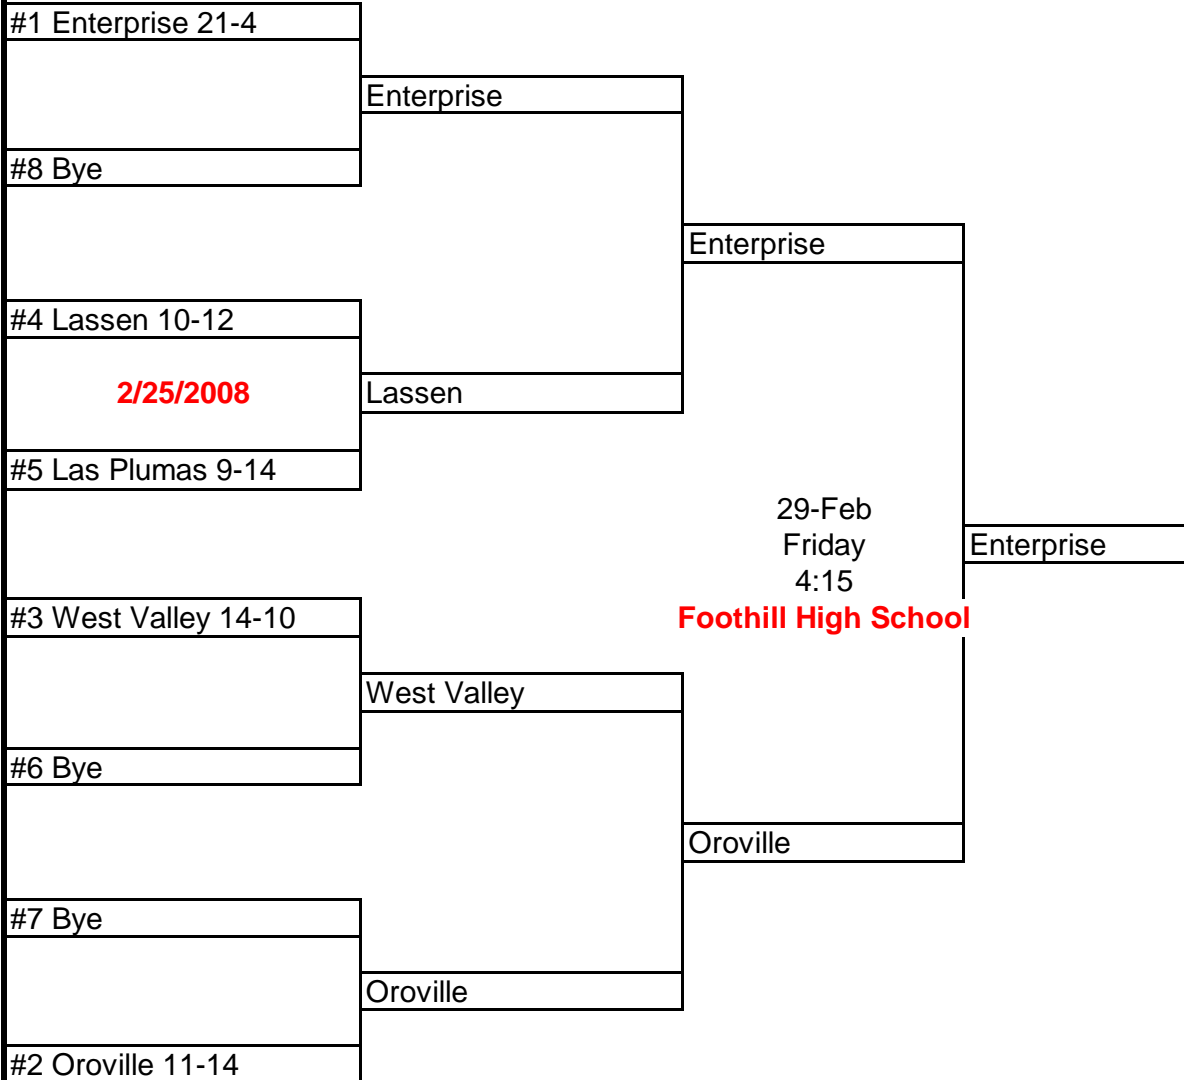 #1 Enterprise 21-4
Enterprise
#8 Bye
Enterprise
#4 Lassen 10-12
2/25/2008
Lassen
#5 Las Plumas 9-14
29-Feb
Friday
4:15
Foothill High School
Enterprise
#3 West Valley 14-10
West Valley
#6 Bye
Oroville
#7 Bye
Oroville
#2 Oroville 11-14